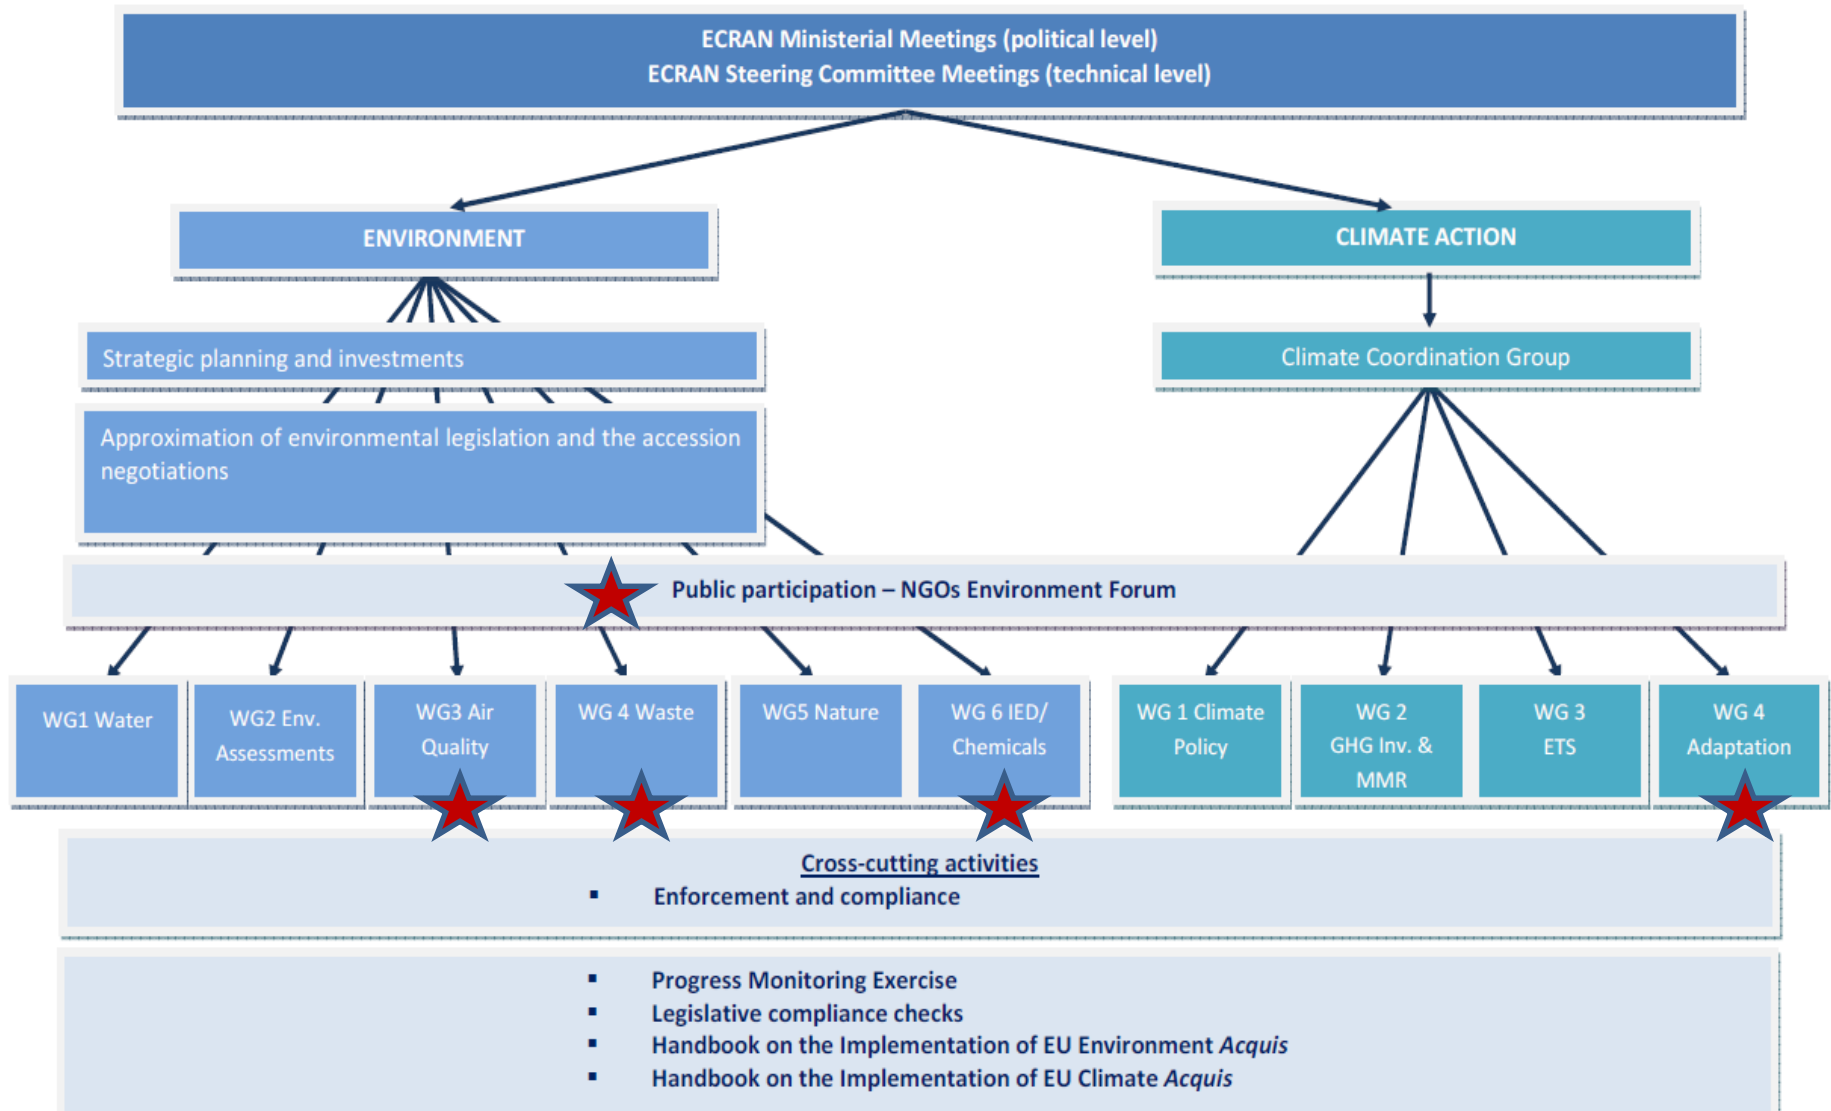 ECRAN Ministerial Meetings (political level)
ECRAN Steering Committee Meetings (technical level)
ENVIRONMENT
CLIMATE ACTION
Strategic planning and investments
Climate Coordination Group
Approximation of environmental legislation and the accession
negotiations
Public participation – NGOs Environment Forum
WG1 Water
WG2 Env.
Assessments
WG3 Air
Quality
WG 4 Waste
WG5 Nature
WG 6 IED/
Chemicals
WG 1 Climate
Policy
WG 2
GHG Inv. &
MMR
WG 3
ETS
WG 4
Adaptation
Cross-cutting activities
▪ Enforcement and compliance
▪ Progress Monitoring Exercise
▪ Legislative compliance checks
▪ Handbook on the Implementation of EU Environment Acquis
▪ Handbook on the Implementation of EU Climate Acquis